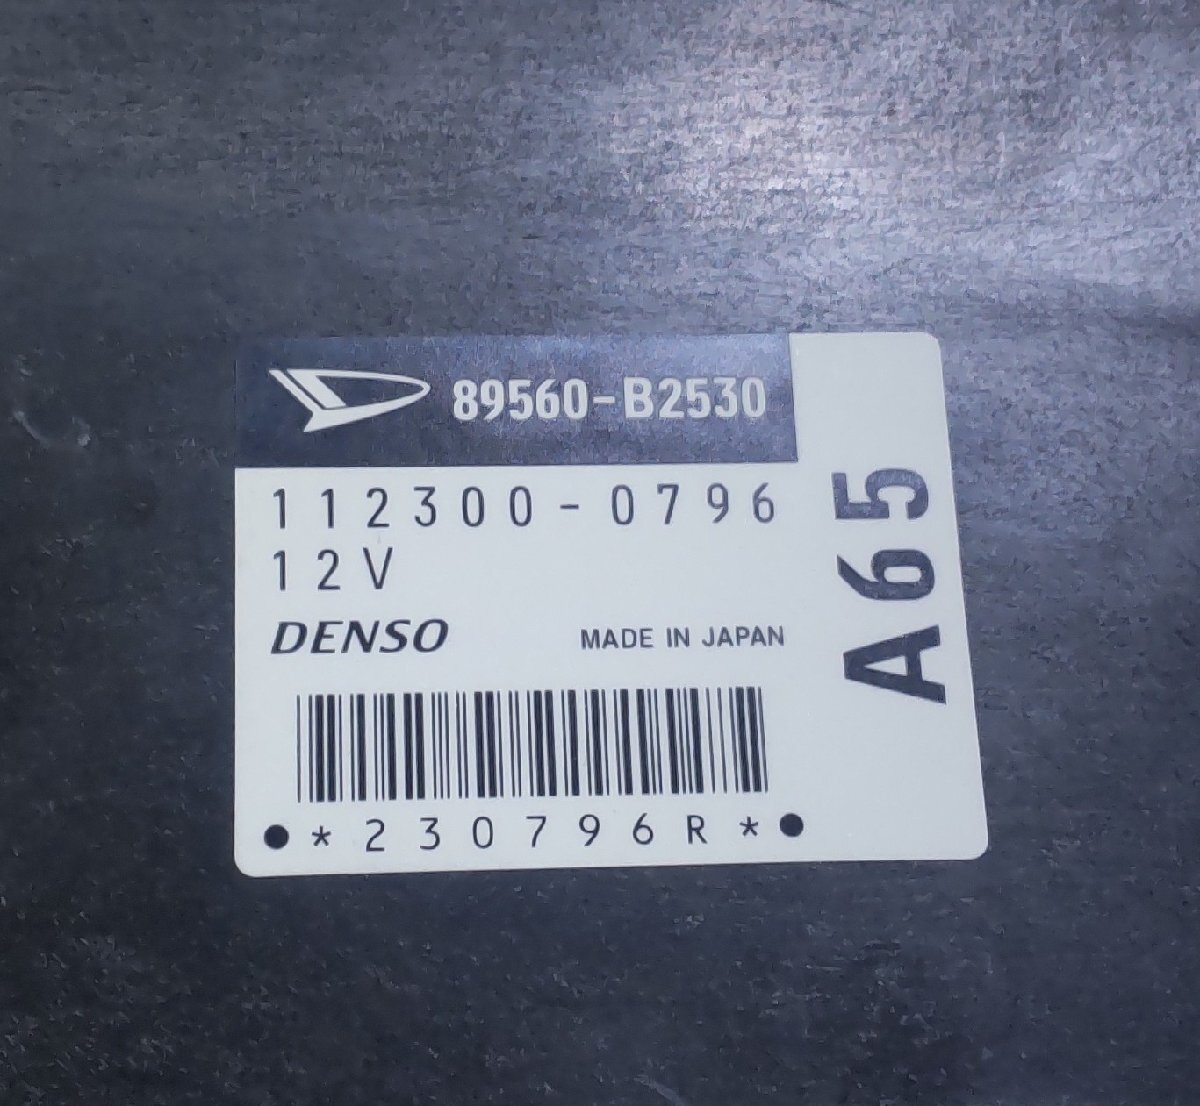 89560-B2530
112300-0796
12V
DENSO MADE IN JAPAN
*230796R*
A65